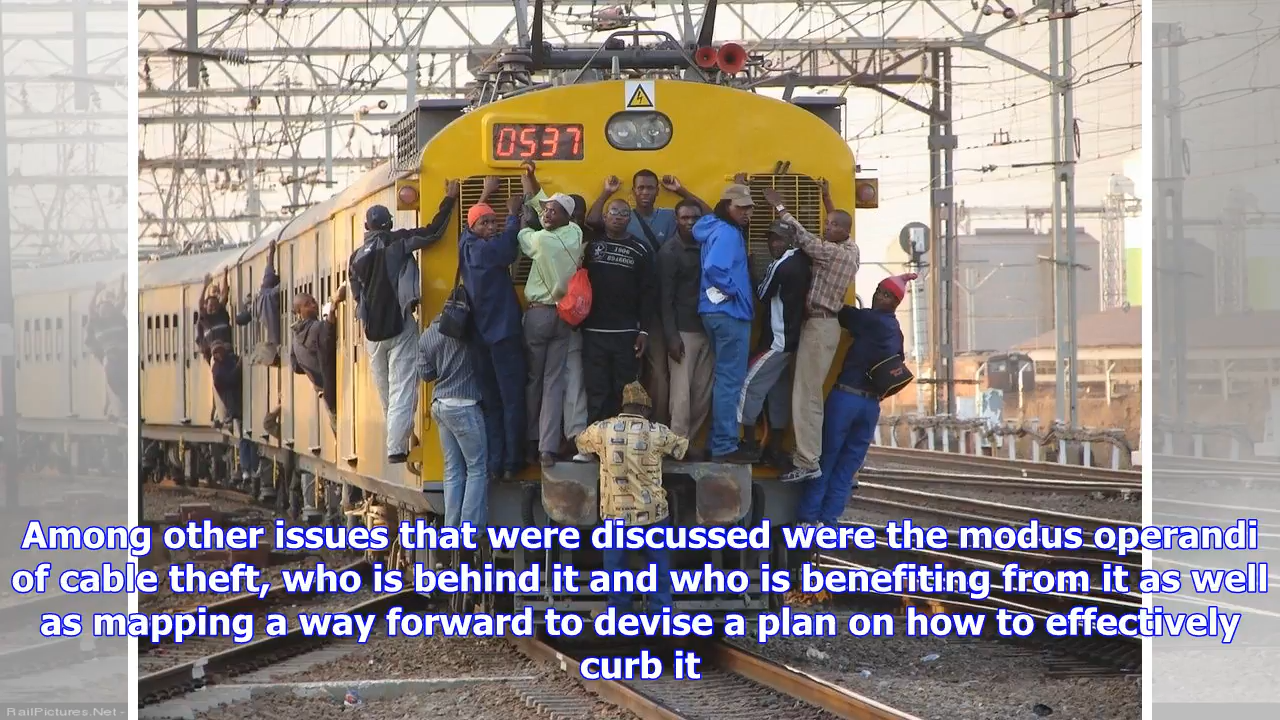 0537
1906
8946000
Among other issues that were discussed were the modus operandi
of cable theft, who is behind it and who is benefiting from it as well
as mapping a way forward to devise a plan on how to effectively
curb it
RailPictures.Net -